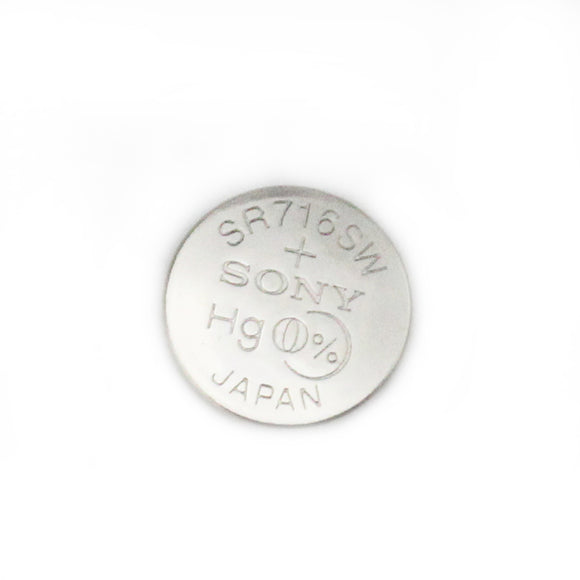 SR716SW
+
SONY
Hg 0%
JAPAN